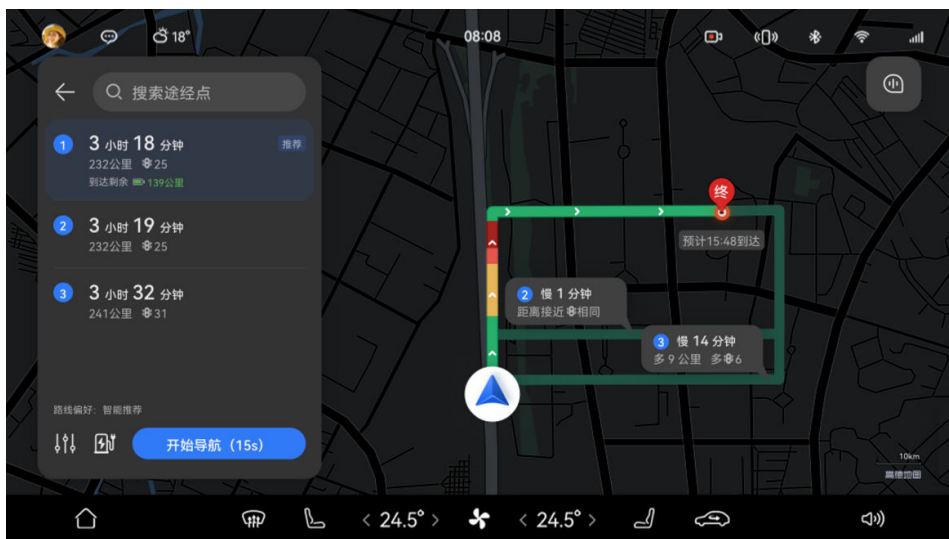 18°
08:08
搜索途经点
1
3 小时 18 分钟
推荐
232公里 25
到达剩余 139公里
2
3 小时 19 分钟
232公里 25
3
3 小时 32 分钟
241公里 31
路线偏好：智能推荐
开始导航（15s）
终
预计15:48到达
2 慢 1 分钟
距离接近 相同
3 慢 14 分钟
多 9 公里 多 6
10km
高德地图
< 24.5° >
< 24.5° >